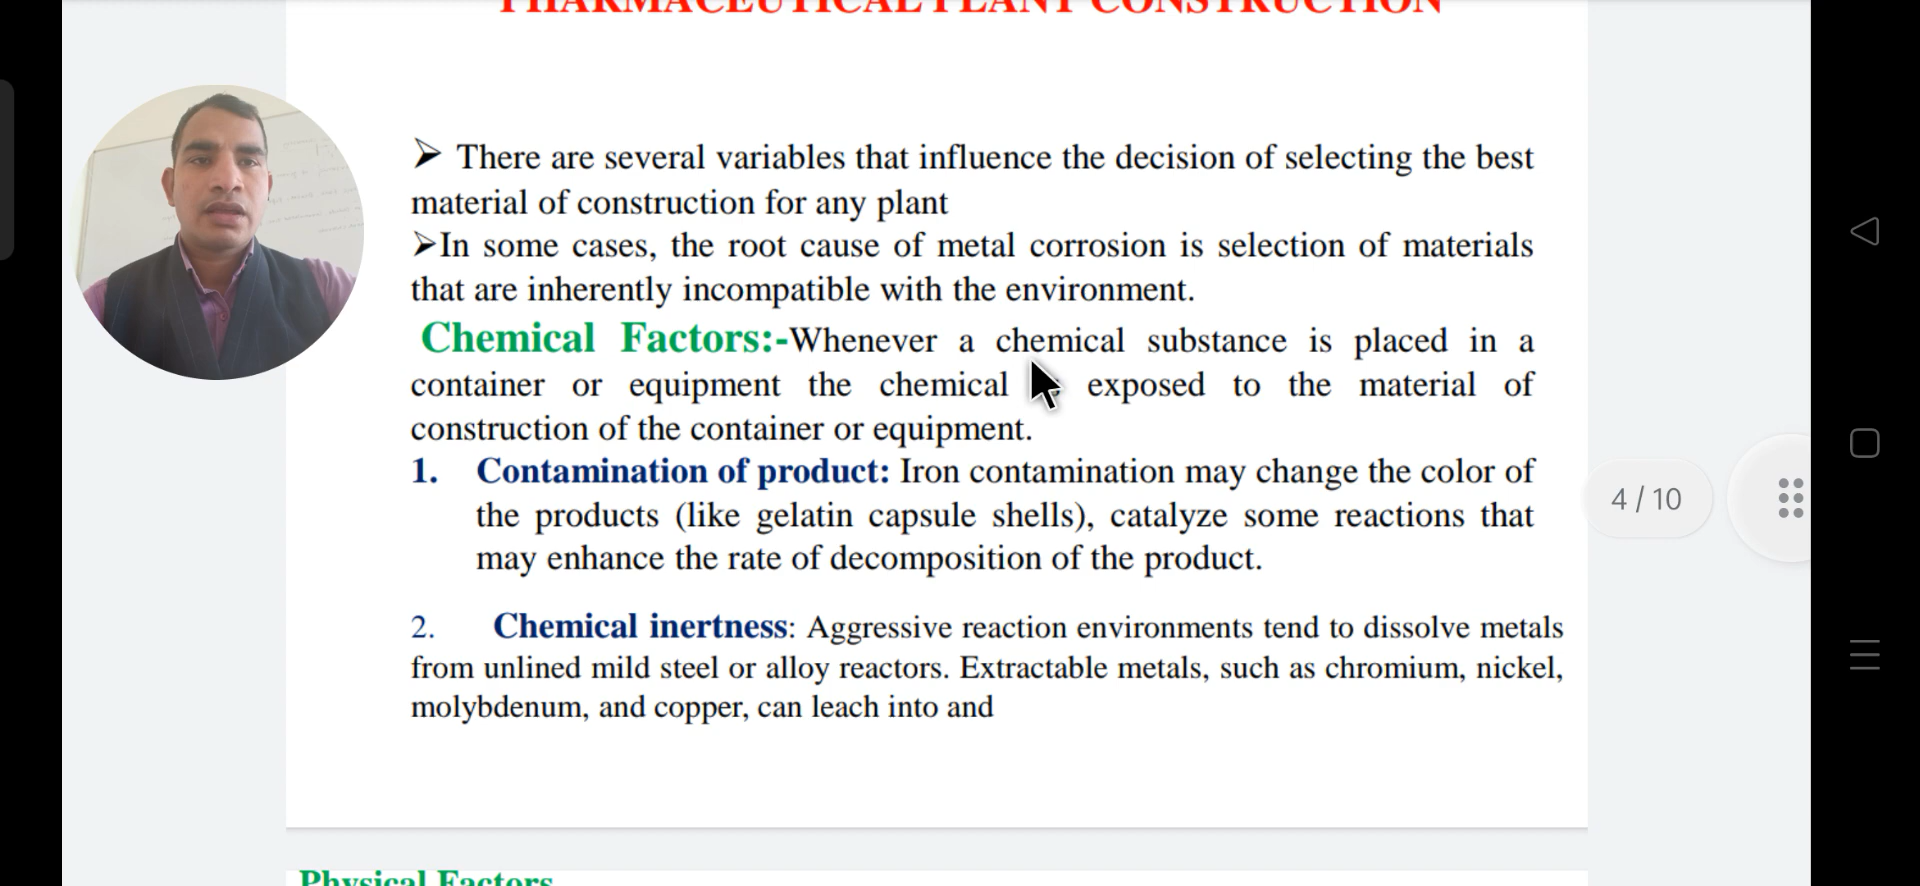 PHARMACEUTICAL PLANT CONSTRUCTION
➢ There are several variables that influence the decision of selecting the best
material of construction for any plant
➢In some cases, the root cause of metal corrosion is selection of materials
that are inherently incompatible with the environment.
Chemical Factors:-Whenever a chemical substance is placed in a
container or equipment the chemical exposed to the material of
construction of the container or equipment.
1. Contamination of product: Iron contamination may change the color of
the products (like gelatin capsule shells), catalyze some reactions that
may enhance the rate of decomposition of the product.
4 / 10
2. Chemical inertness: Aggressive reaction environments tend to dissolve metals
from unlined mild steel or alloy reactors. Extractable metals, such as chromium, nickel,
molybdenum, and copper, can leach into and
Physical Factors